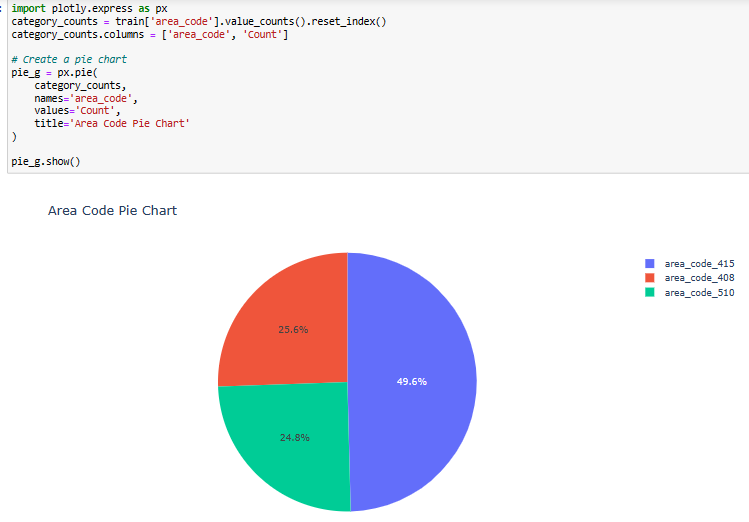 import plotly.express as px
category_counts = train['area_code'].value_counts().reset_index()
category_counts.columns = ['area_code', 'Count']
# Create a pie chart
pie_g = px.pie(
    category_counts,
    names='area_code',
    values='Count',
    title='Area Code Pie Chart'
)
pie_g.show()
Area Code Pie Chart
area_code_415
area_code_408
area_code_510
25.6%
49.6%
24.8%